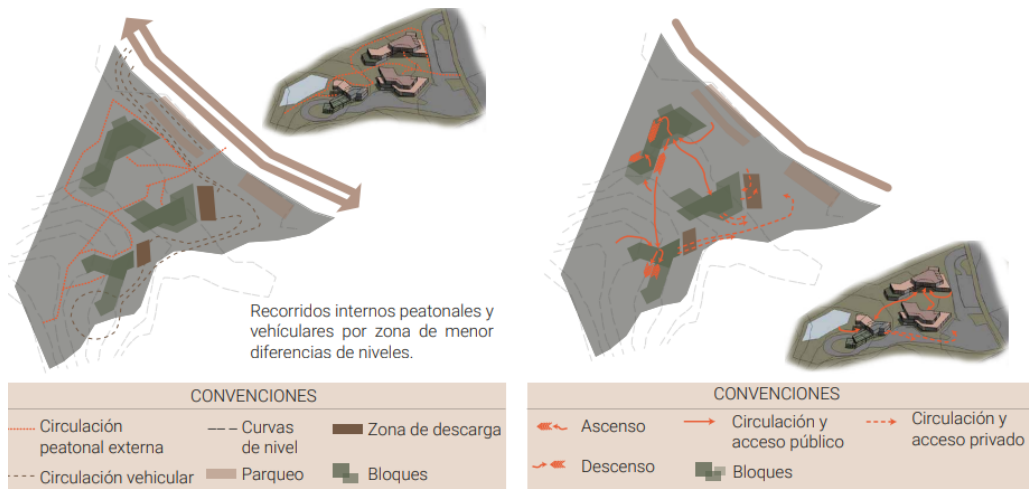 Recorridos internos peatonales y
vehículares por zona de menor
diferencias de niveles.
CONVENCIONES
Circulación
peatonal externa
Curvas
de nivel
Zona de descarga
Circulación vehicular
Parqueo
Bloques
CONVENCIONES
Ascenso
Circulación y
acceso público
Circulación y
acceso privado
Descenso
Bloques